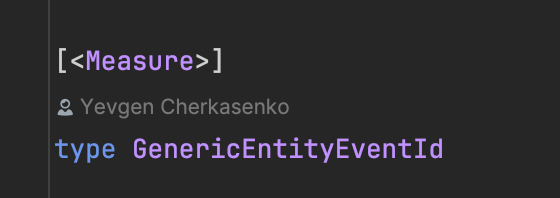 [<Measure>]
Yevgen Cherkasenko
type GenericEntityEventId